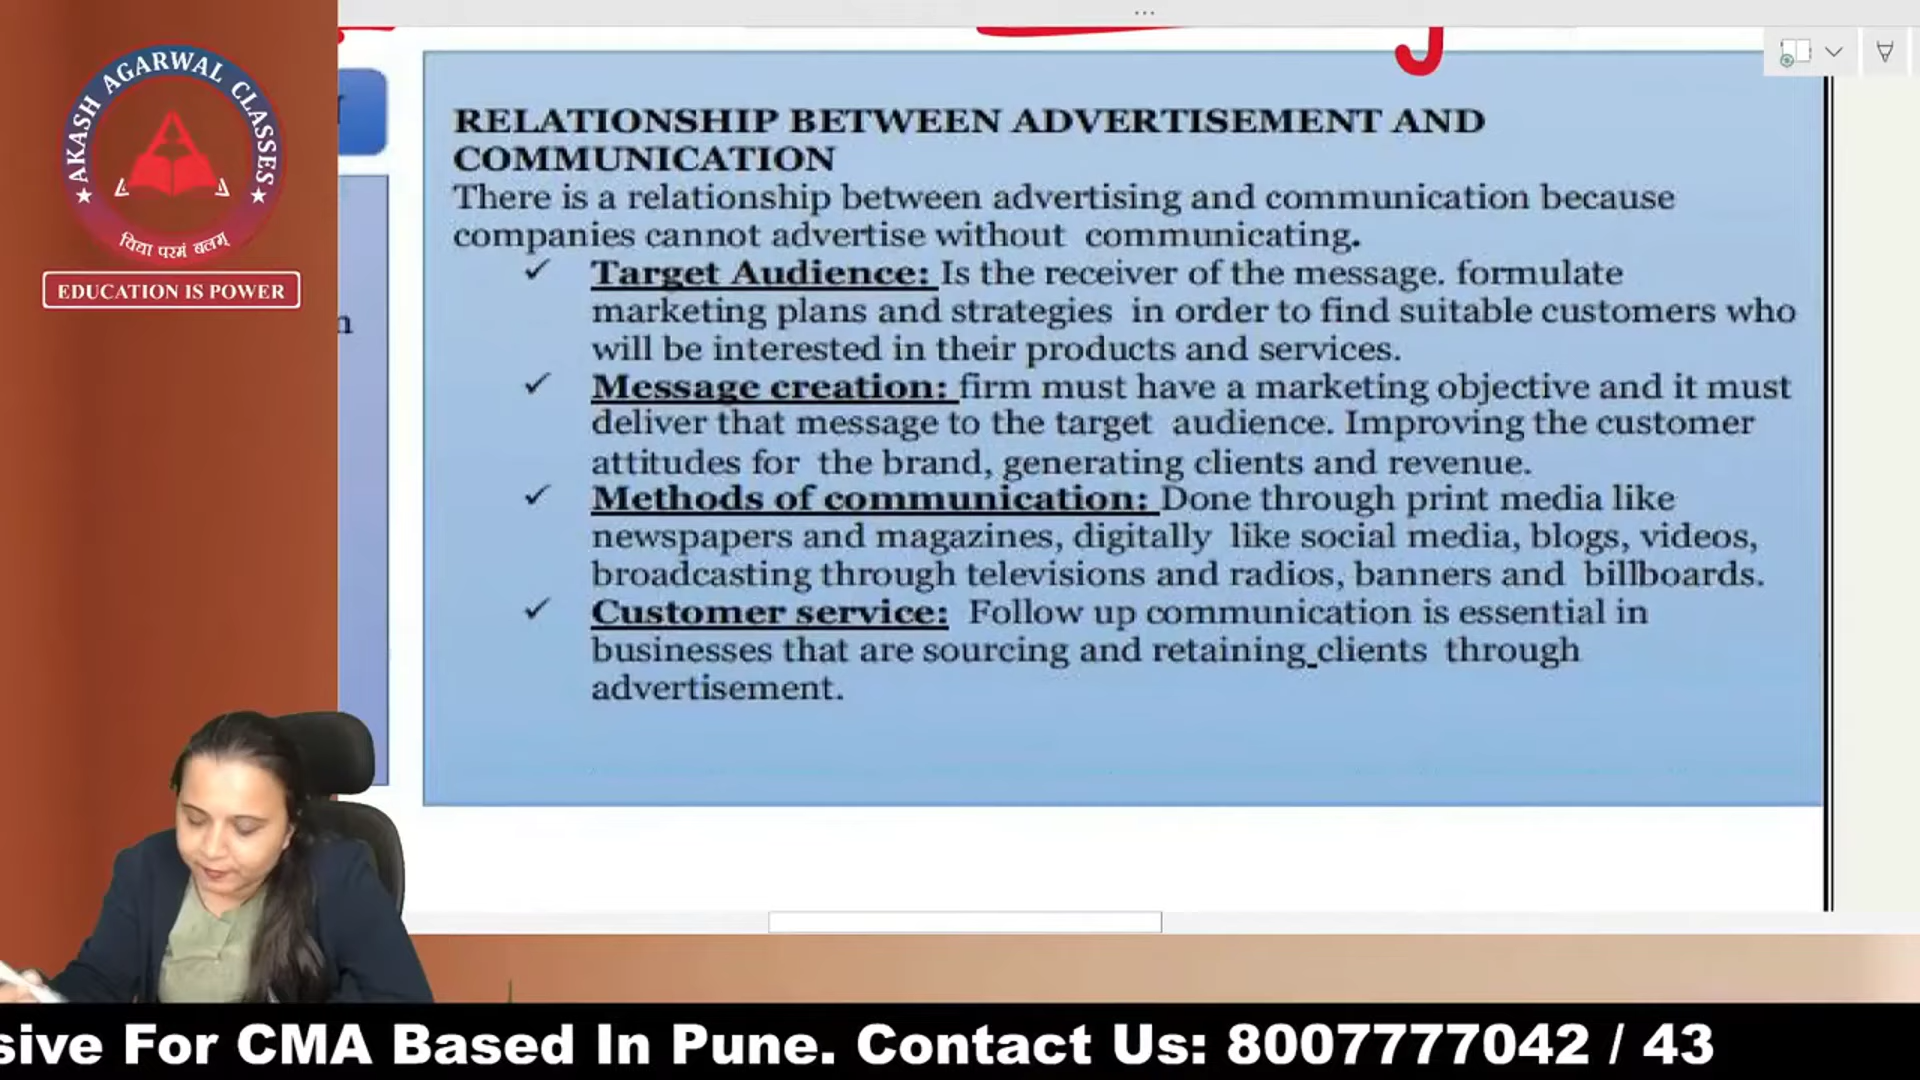 AKASH AGARWAL CLASSES
विद्या परमं बलम्
EDUCATION IS POWER
n
RELATIONSHIP BETWEEN ADVERTISEMENT AND
COMMUNICATION
There is a relationship between advertising and communication because
companies cannot advertise without communicating.
✓ Target Audience: Is the receiver of the message. formulate
marketing plans and strategies in order to find suitable customers who
will be interested in their products and services.
✓ Message creation: firm must have a marketing objective and it must
deliver that message to the target audience. Improving the customer
attitudes for the brand, generating clients and revenue.
✓ Methods of communication: Done through print media like
newspapers and magazines, digitally like social media, blogs, videos,
broadcasting through televisions and radios, banners and billboards.
✓ Customer service: Follow up communication is essential in
businesses that are sourcing and retaining clients through
advertisement.
sive For CMA Based In Pune. Contact Us: 8007777042 / 43